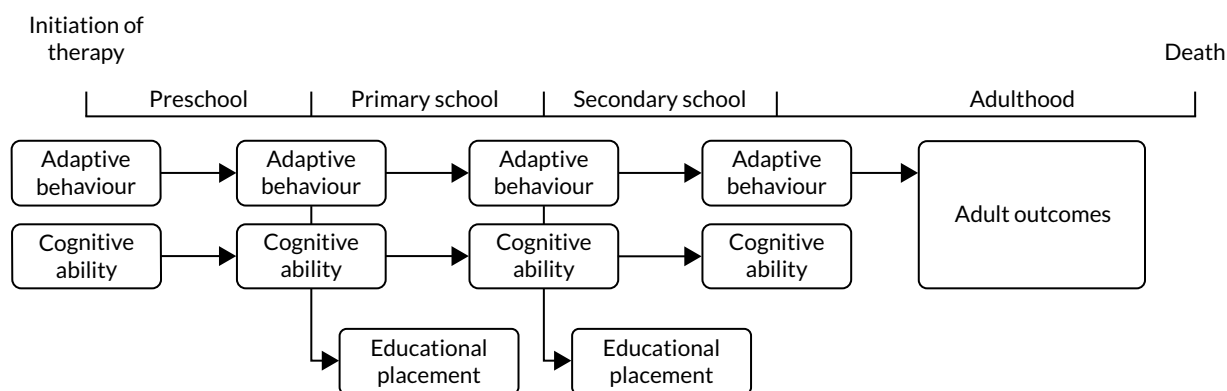 Initiation of
therapy
Death
Preschool
Primary school
Secondary school
Adulthood
Adaptive
behaviour
Adaptive
behaviour
Adaptive
behaviour
Adaptive
behaviour
Adult outcomes
Cognitive
ability
Cognitive
ability
Cognitive
ability
Cognitive
ability
Educational
placement
Educational
placement